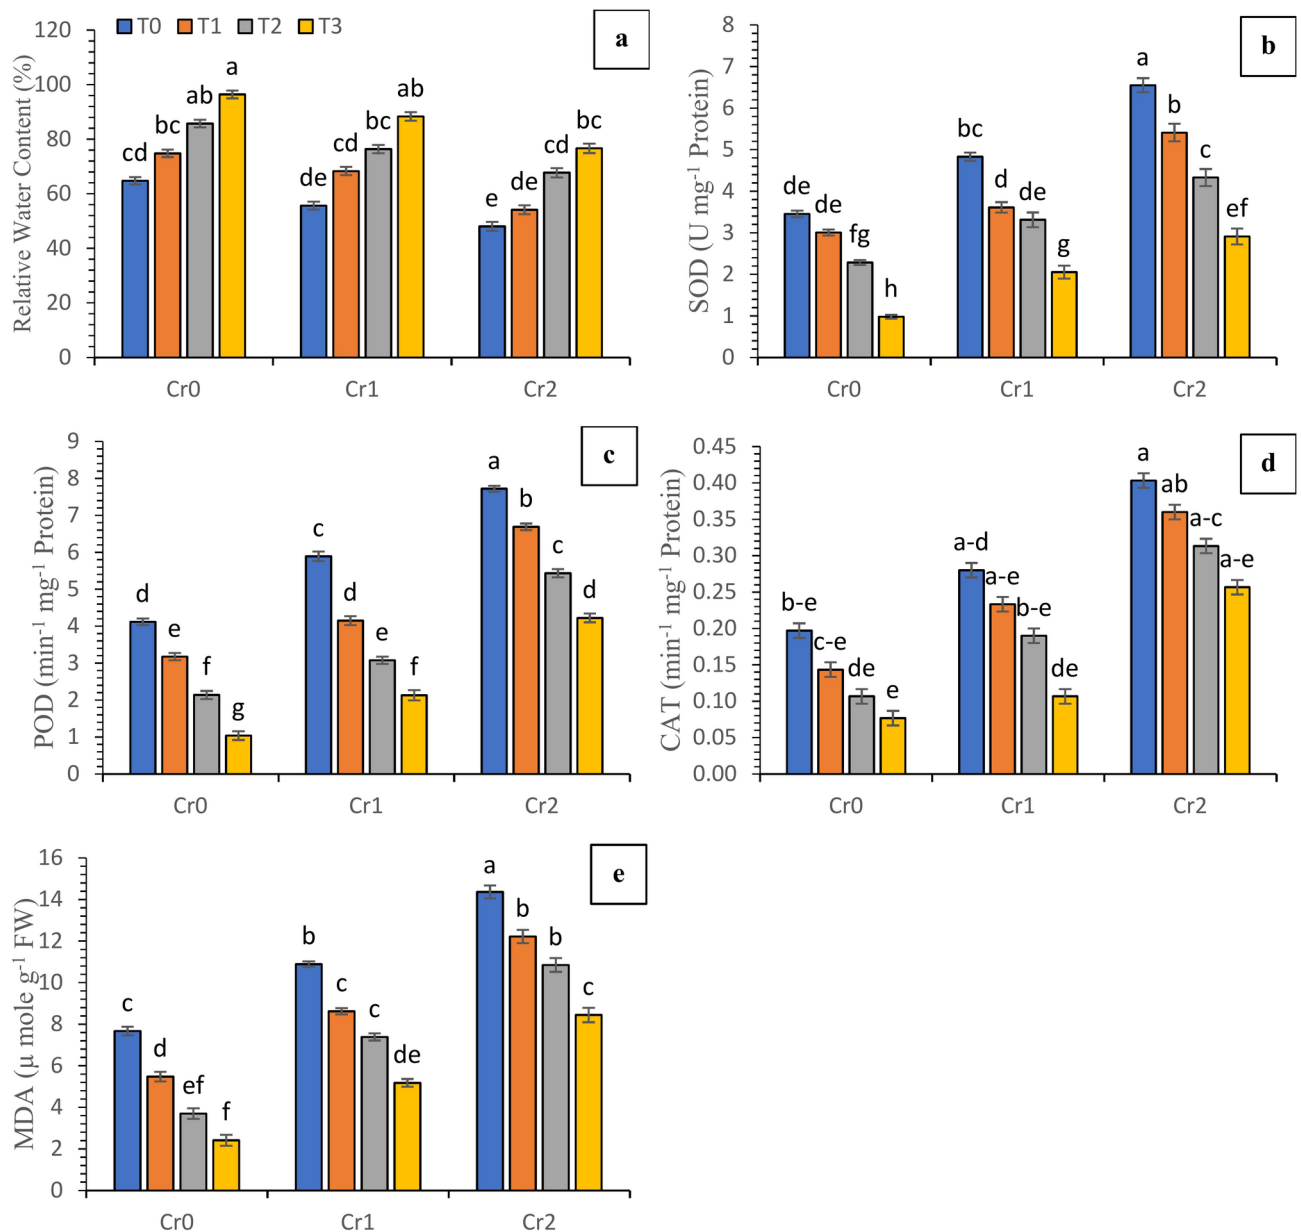 T0 T1 T2 T3
a
Relative Water Content (%)
120
100
80
60
40
20
0
cd bc ab a
de cd bc ab
e de cd bc
Cr0 Cr1 Cr2
b
SOD (U mg-1 Protein)
8
7
6
5
4
3
2
1
0
de de fg h
bc d de g
a b c ef
Cr0 Cr1 Cr2
c
POD (min-1 mg-1 Protein)
9
8
7
6
5
4
3
2
1
0
d e f g
c d e f
a b c d
Cr0 Cr1 Cr2
d
CAT (min-1 mg-1 Protein)
0.45
0.40
0.35
0.30
0.25
0.20
0.15
0.10
0.05
0.00
b-e c-e de e
a-d a-e b-e de
a ab a-c a-e
Cr0 Cr1 Cr2
e
MDA (µ mole g-1 FW)
16
14
12
10
8
6
4
2
0
c d ef f
b c c de
a b b c
Cr0 Cr1 Cr2